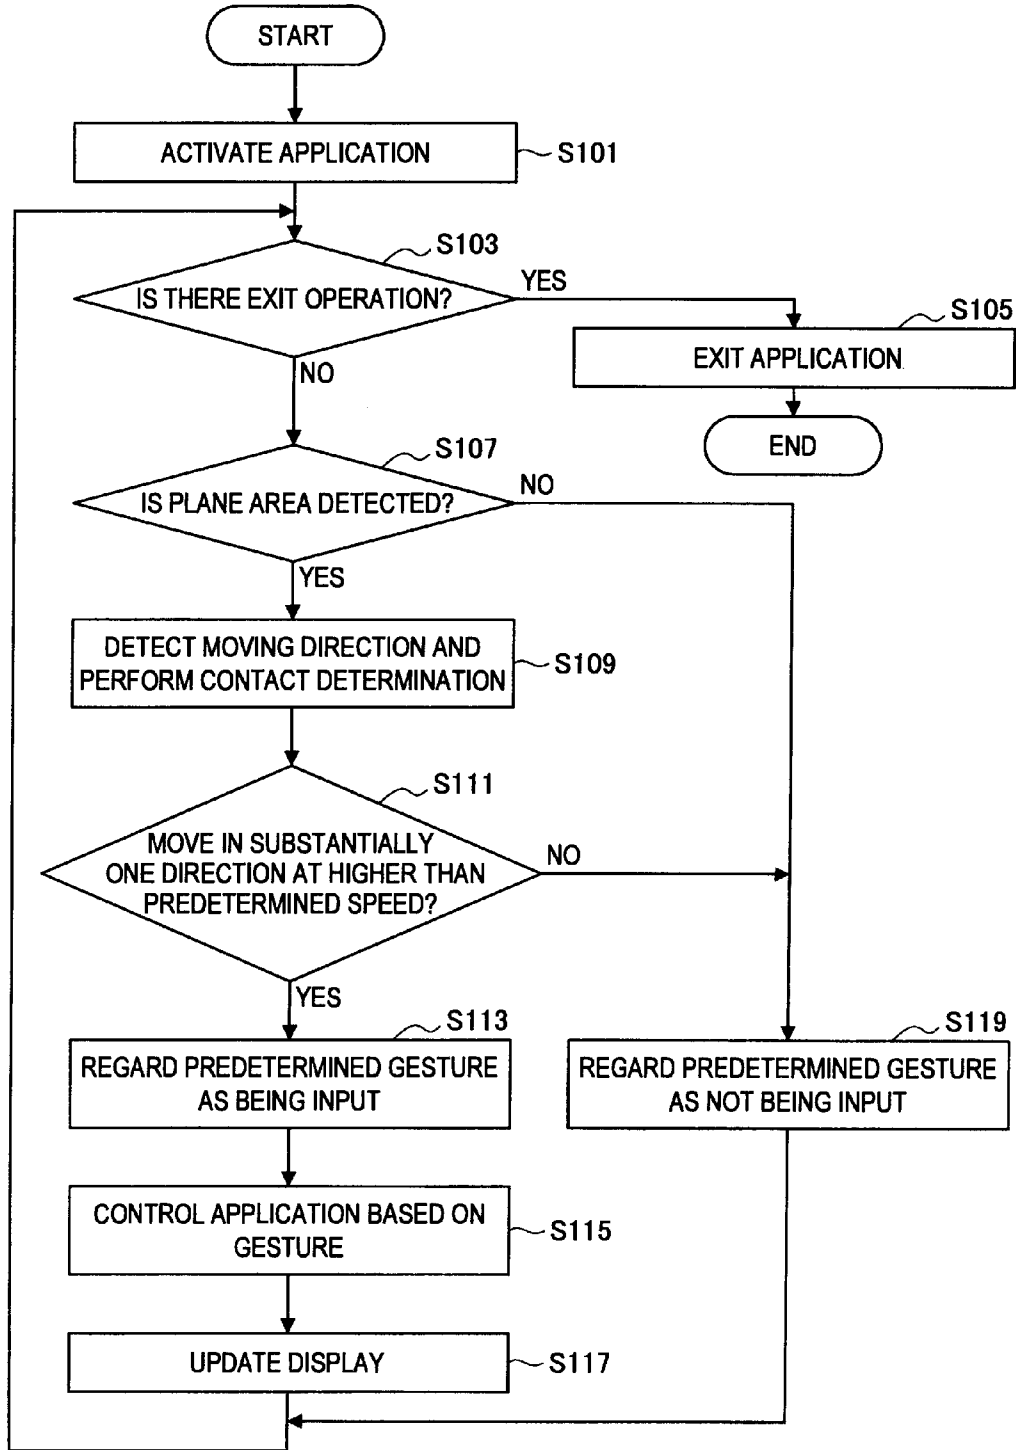 START
ACTIVATE APPLICATION
S101
S103
IS THERE EXIT OPERATION?
YES
S105
EXIT APPLICATION
NO
END
S107
IS PLANE AREA DETECTED?
NO
YES
DETECT MOVING DIRECTION AND
PERFORM CONTACT DETERMINATION
S109
S111
MOVE IN SUBSTANTIALLY
ONE DIRECTION AT HIGHER THAN
PREDETERMINED SPEED?
NO
YES
S113
REGARD PREDETERMINED GESTURE
AS BEING INPUT
S119
REGARD PREDETERMINED GESTURE
AS NOT BEING INPUT
CONTROL APPLICATION BASED ON
GESTURE
S115
UPDATE DISPLAY
S117